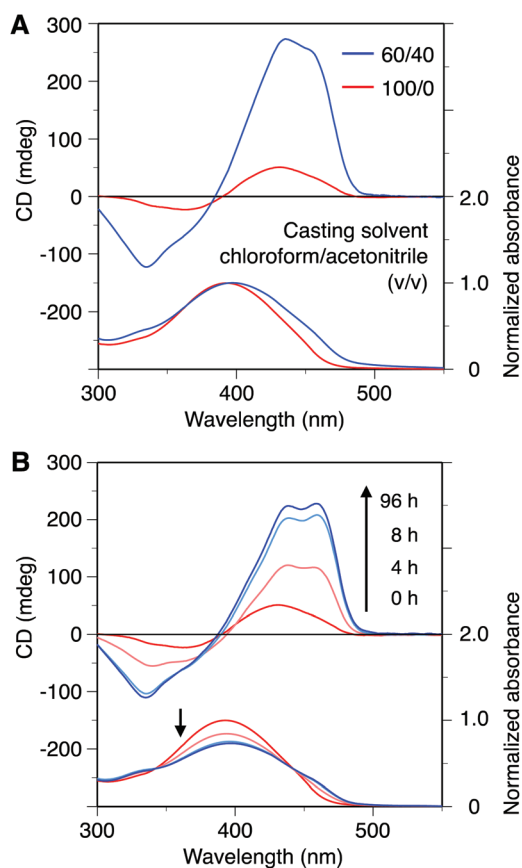 A
300
200
100
0
-100
-200
CD (mdeg)
60/40
100/0
Casting solvent
chloroform/acetonitrile
(v/v)
2.0
1.0
0
Normalized absorbance
300
400
500
Wavelength (nm)
B
300
200
100
0
-100
-200
CD (mdeg)
96 h
8 h
4 h
0 h
2.0
1.0
0
Normalized absorbance
300
400
500
Wavelength (nm)